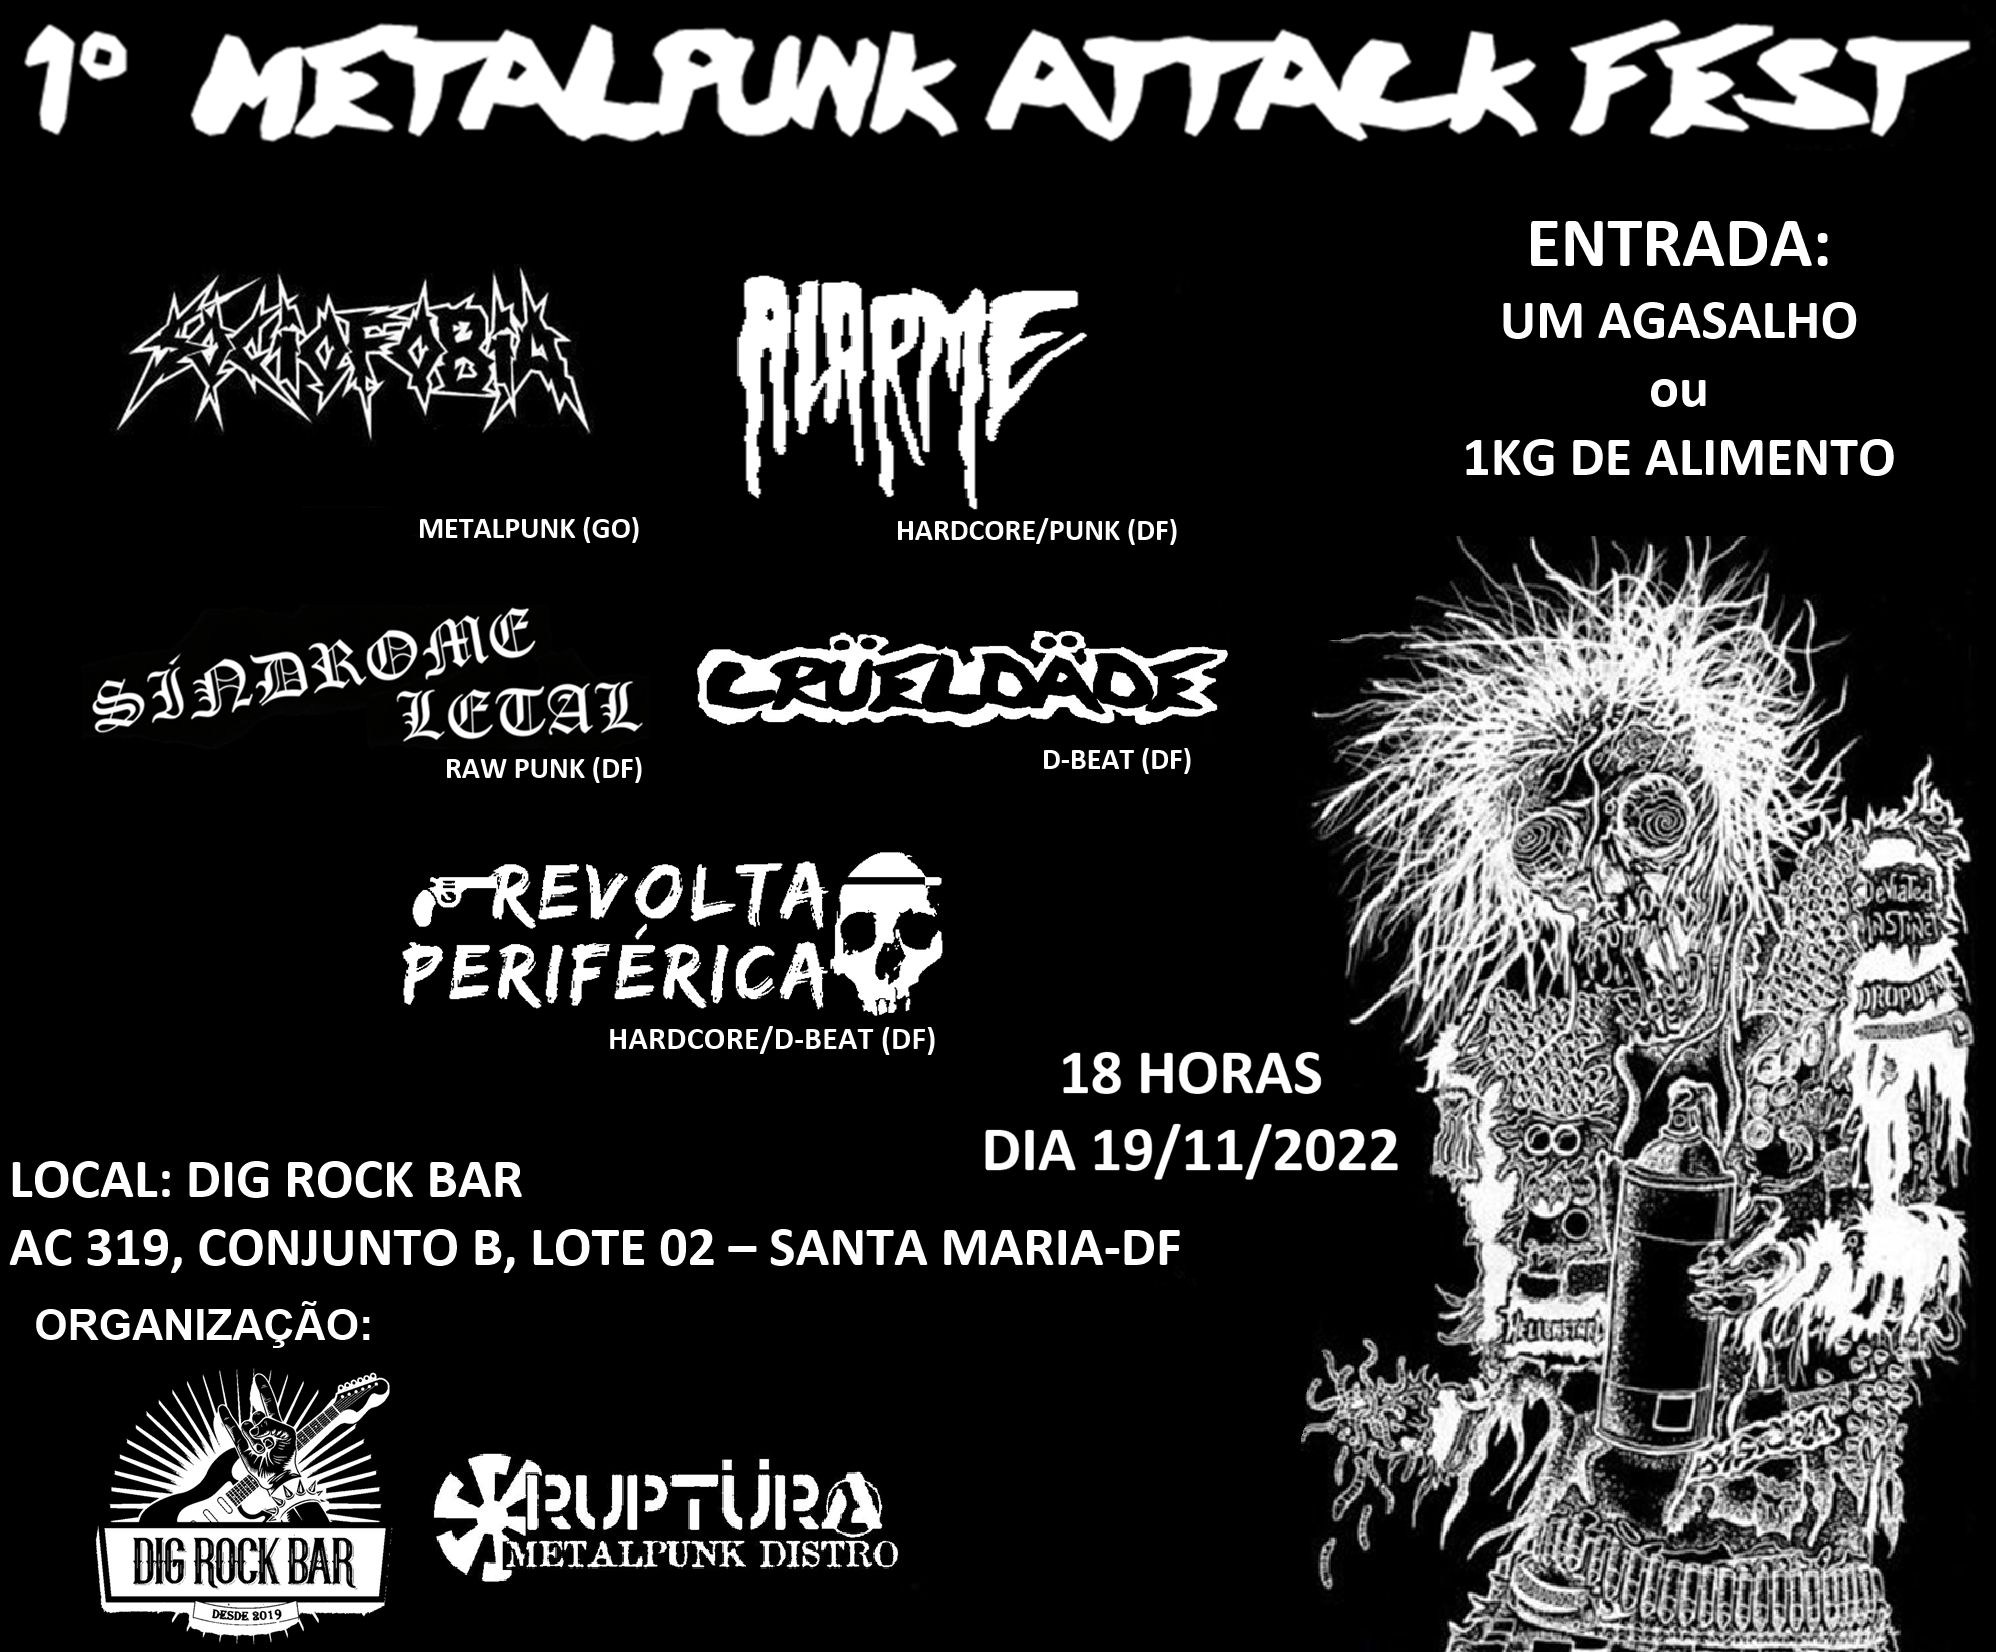 1º METALPUNK ATTACK FEST
SOCIOFOBIA
METALPUNK (GO)
ALARME
HARDCORE/PUNK (DF)
ENTRADA:
UM AGASALHO
ou
1KG DE ALIMENTO
SÍNDROME
LETAL
RAW PUNK (DF)
CRÜELDÄDE
D-BEAT (DF)
REVOLTA
PERIFÉRICA
HARDCORE/D-BEAT (DF)
DEViATED
iNSTiNCT
18 HORAS
DIA 19/11/2022
LOCAL: DIG ROCK BAR
AC 319, CONJUNTO B, LOTE 02 – SANTA MARIA-DF
ORGANIZAÇÃO:
DIG ROCK BAR
DESDE 2019
RUPTÜRA
METALPUNK DISTRO